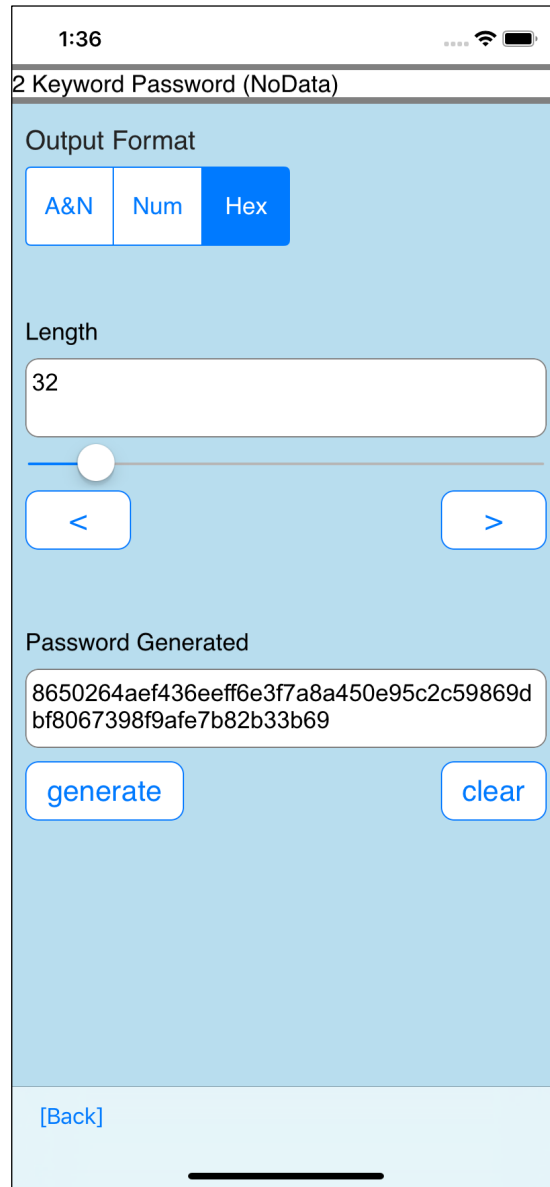 1:36
2 Keyword Password (NoData)
Output Format
A&N Num Hex
Length
32
< >
Password Generated
8650264aef436eeff6e3f7a8a450e95c2c59869d
bf8067398f9afe7b82b33b69
generate clear
[Back]